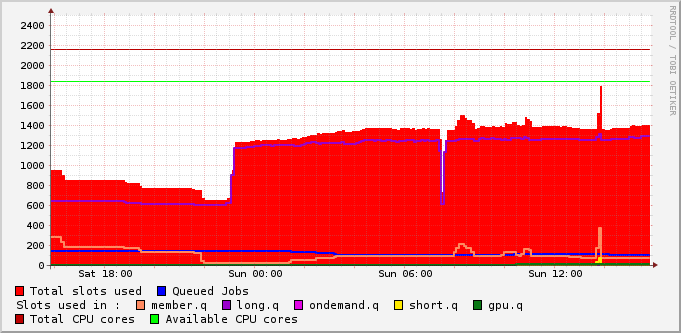 RRDTOOL / TOBI OETIKER
2400
2200
2000
1800
1600
1400
1200
1000
800
600
400
200
0
Sat 18:00 Sun 00:00 Sun 06:00 Sun 12:00
Total slots used Queued Jobs
Slots used in : member.q long.q ondemand.q short.q gpu.q
Total CPU cores Available CPU cores